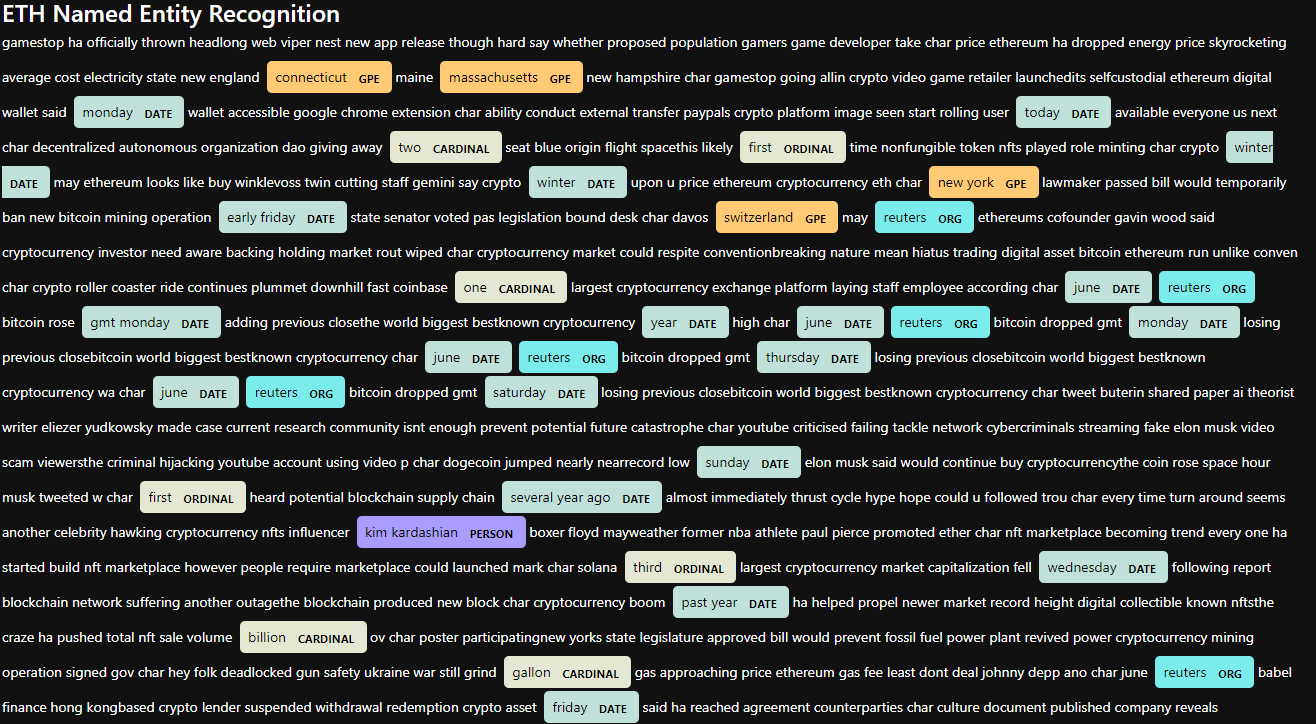 ETH Named Entity Recognition
gamestop ha officially thrown headlong web viper nest new app release though hard say whether proposed population gamers game developer take char price ethereum ha dropped energy price skyrocketing
average cost electricity state new england connecticut GPE maine massachusetts GPE new hampshire char gamestop going allin crypto video game retailer launchedits selfcustodial ethereum digital
wallet said monday DATE wallet accessible google chrome extension char ability conduct external transfer paypals crypto platform image seen start rolling user today DATE available everyone us next
char decentralized autonomous organization dao giving away two CARDINAL seat blue origin flight spacethis likely first ORDINAL time nonfungible token nfts played role minting char crypto winter
DATE may ethereum looks like buy winklevoss twin cutting staff gemini say crypto winter DATE upon u price ethereum cryptocurrency eth char new york GPE lawmaker passed bill would temporarily
ban new bitcoin mining operation early friday DATE state senator voted pas legislation bound desk char davos switzerland GPE may reuters ORG ethereums cofounder gavin wood said
cryptocurrency investor need aware backing holding market rout wiped char cryptocurrency market could respite conventionbreaking nature mean hiatus trading digital asset bitcoin ethereum run unlike conven
char crypto roller coaster ride continues plummet downhill fast coinbase one CARDINAL largest cryptocurrency exchange platform laying staff employee according char june DATE reuters ORG
bitcoin rose gmt monday DATE adding previous closethe world biggest bestknown cryptocurrency year DATE high char june DATE reuters ORG bitcoin dropped gmt monday DATE losing
previous closebitcoin world biggest bestknown cryptocurrency char june DATE reuters ORG bitcoin dropped gmt thursday DATE losing previous closebitcoin world biggest bestknown
cryptocurrency wa char june DATE reuters ORG bitcoin dropped gmt saturday DATE losing previous closebitcoin world biggest bestknown cryptocurrency char tweet buterin shared paper ai theorist
writer eliezer yudkowsky made case current research community isnt enough prevent potential future catastrophe char youtube criticised failing tackle network cybercriminals streaming fake elon musk video
scam viewersthe criminal hijacking youtube account using video p char dogecoin jumped nearly nearrecord low sunday DATE elon musk said would continue buy cryptocurrencythe coin rose space hour
musk tweeted w char first ORDINAL heard potential blockchain supply chain several year ago DATE almost immediately thrust cycle hype hope could u followed trou char every time turn around seems
another celebrity hawking cryptocurrency nfts influencer kim kardashian PERSON boxer floyd mayweather former nba athlete paul pierce promoted ether char nft marketplace becoming trend every one ha
started build nft marketplace however people require marketplace could launched mark char solana third ORDINAL largest cryptocurrency market capitalization fell wednesday DATE following report
blockchain network suffering another outagethe blockchain produced new block char cryptocurrency boom past year DATE ha helped propel newer market record height digital collectible known nftsthe
craze ha pushed total nft sale volume billion CARDINAL ov char poster participatingnew yorks state legislature approved bill would prevent fossil fuel power plant revived power cryptocurrency mining
operation signed gov char hey folk deadlocked gun safety ukraine war still grind gallon CARDINAL gas approaching price ethereum gas fee least dont deal johnny depp ano char june reuters ORG babel
finance hong kongbased crypto lender suspended withdrawal redemption crypto asset friday DATE said ha reached agreement counterparties char culture document published company reveals